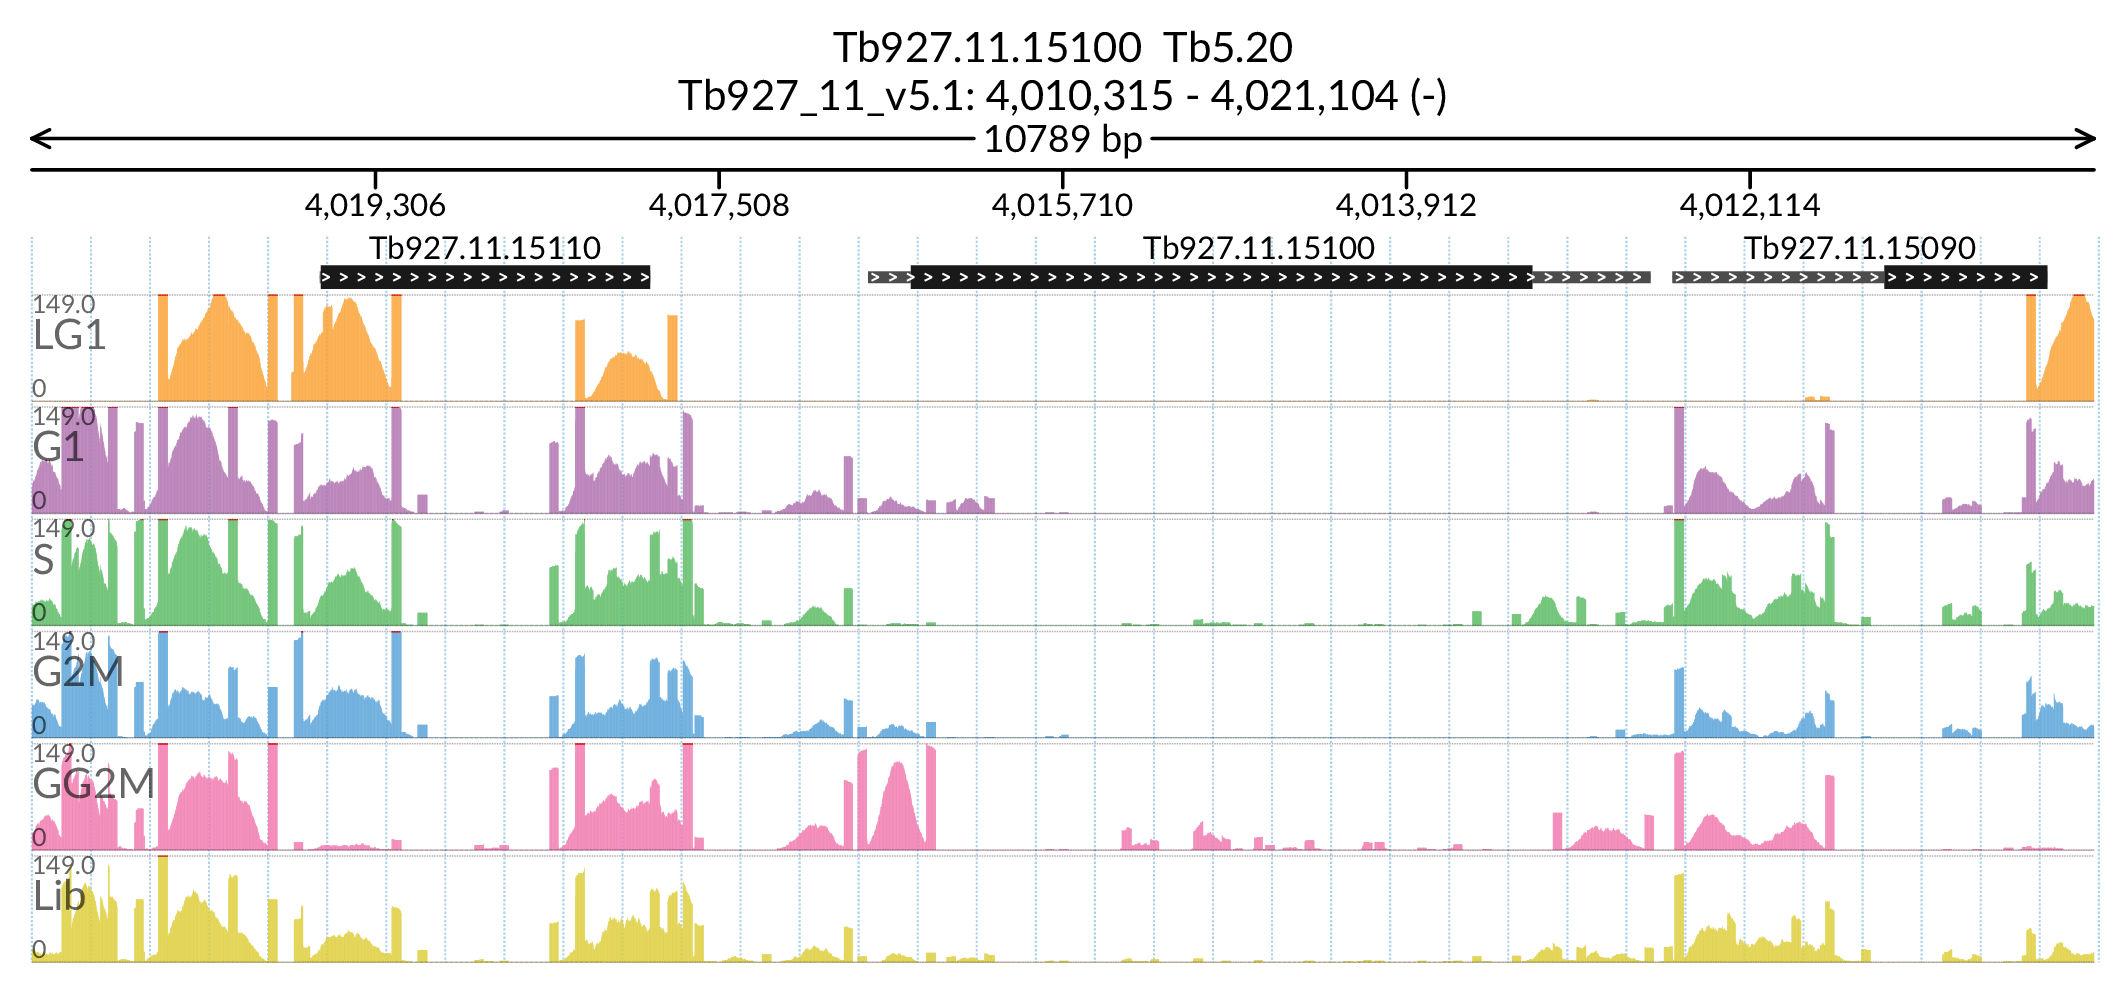 Tb927.11.15100  Tb5.20
Tb927_11_v5.1: 4,010,315 - 4,021,104 (-)
10789 bp
4,019,306 4,017,508 4,015,710 4,013,912 4,012,114
Tb927.11.15110 Tb927.11.15100 Tb927.11.15090
149.0
LG1
0
149.0
G1
0
149.0
S
0
149.0
G2M
0
149.0
GG2M
0
149.0
Lib
0